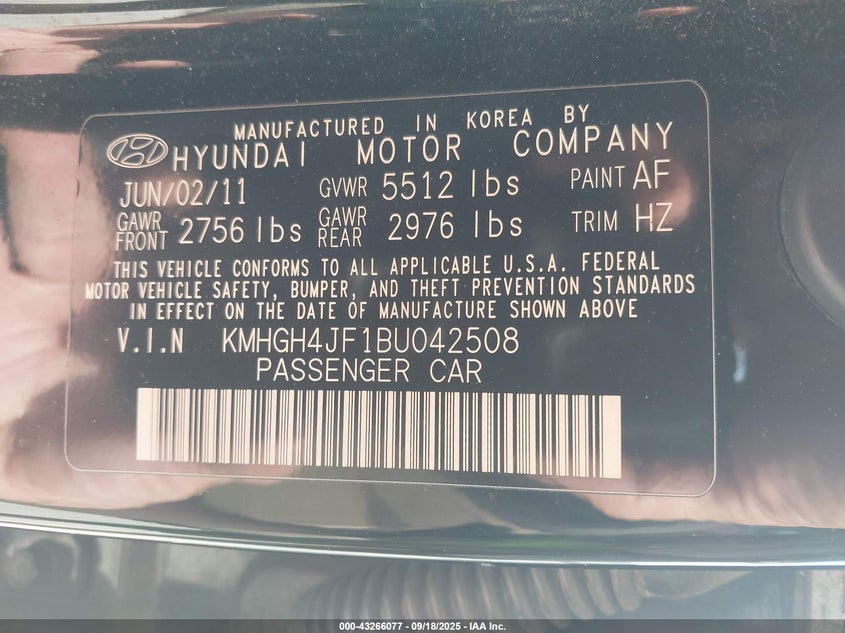 MANUFACTURED IN KOREA BY
HYUNDAI MOTOR COMPANY
JUN/02/11 GVWR 5512 lbs PAINT AF
GAWR FRONT 2756 lbs GAWR REAR 2976 lbs TRIM HZ
THIS VEHICLE CONFORMS TO ALL APPLICABLE U.S.A. FEDERAL
MOTOR VEHICLE SAFETY, BUMPER, AND THEFT PREVENTION STANDARDS
IN EFFECT ON THE DATE OF MANUFACTURE SHOWN ABOVE
V.I.N KMHGH4JF1BU042508
PASSENGER CAR
000-43266077 - 09/18/2025 - IAA Inc.